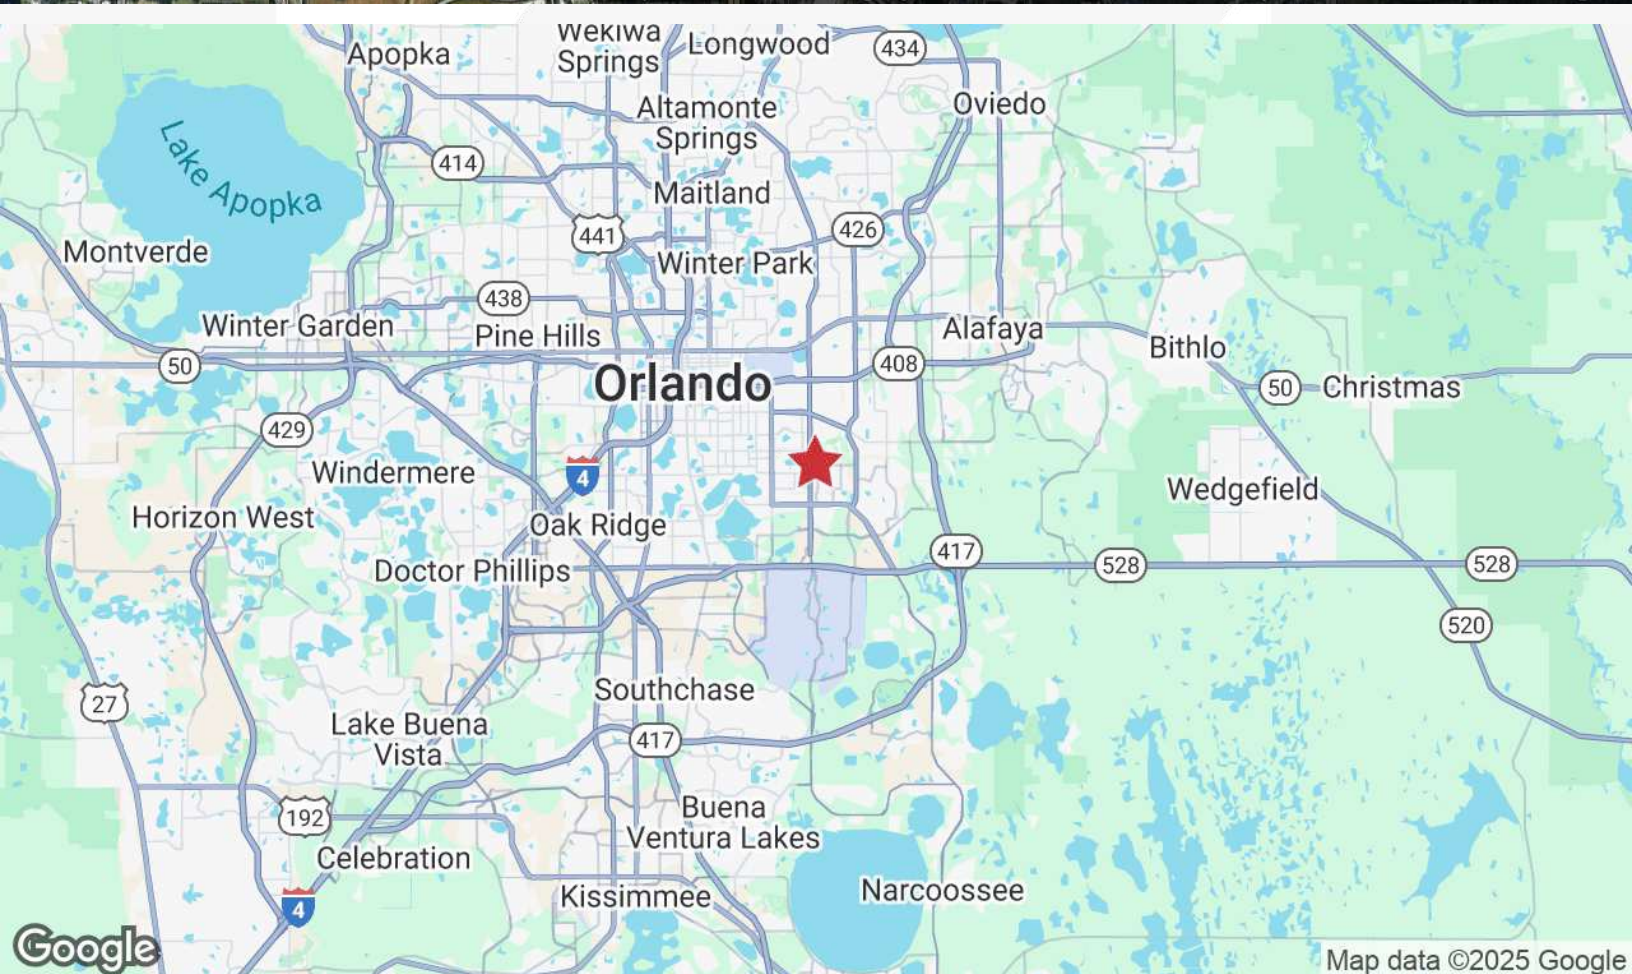 Wekiwa
Springs
Longwood
434
Apopka
Altamonte
Springs
Oviedo
Lake Apopka
414
Maitland
441
426
Montverde
Winter Park
438
Winter Garden
Pine Hills
Alafaya
Bithlo
50
408
Orlando
50
Christmas
429
Windermere
4
Wedgefield
Horizon West
Oak Ridge
417
Doctor Phillips
528
528
520
27
Southchase
Lake Buena
Vista
417
192
Buena
Ventura Lakes
Celebration
Kissimmee
Narcoossee
4
Google
Map data ©2025 Google